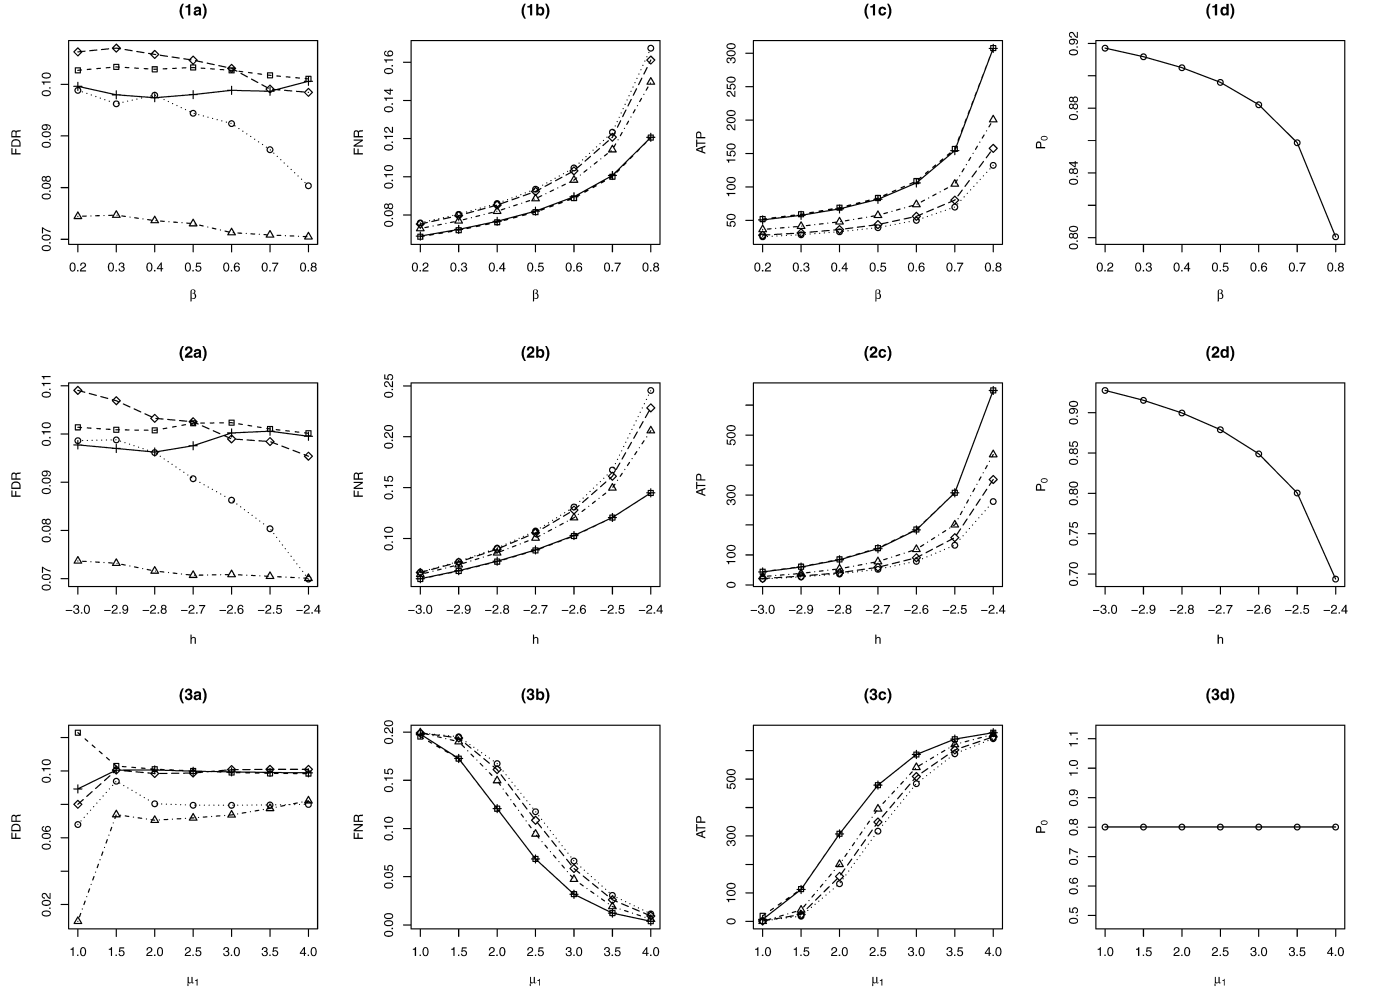 (1a) (1b) (1c) (1d)
FDR
0.07 0.08 0.09 0.10
0.2 0.3 0.4 0.5 0.6 0.7 0.8
β
FNR
0.08 0.10 0.12 0.14 0.16
0.2 0.3 0.4 0.5 0.6 0.7 0.8
β
ATP
50 100 150 200 250 300
0.2 0.3 0.4 0.5 0.6 0.7 0.8
β
P₀
0.80 0.84 0.88 0.92
0.2 0.3 0.4 0.5 0.6 0.7 0.8
β
(2a) (2b) (2c) (2d)
FDR
0.07 0.08 0.09 0.10 0.11
−3.0 −2.9 −2.8 −2.7 −2.6 −2.5 −2.4
h
FNR
0.10 0.15 0.20 0.25
−3.0 −2.9 −2.8 −2.7 −2.6 −2.5 −2.4
h
ATP
0 100 300 500
−3.0 −2.9 −2.8 −2.7 −2.6 −2.5 −2.4
h
P₀
0.70 0.75 0.80 0.85 0.90
−3.0 −2.9 −2.8 −2.7 −2.6 −2.5 −2.4
h
(3a) (3b) (3c) (3d)
FDR
0.02 0.06 0.10
1.0 1.5 2.0 2.5 3.0 3.5 4.0
μ₁
FNR
0.00 0.05 0.10 0.15 0.20
1.0 1.5 2.0 2.5 3.0 3.5 4.0
μ₁
ATP
0 100 300 500
1.0 1.5 2.0 2.5 3.0 3.5 4.0
μ₁
P₀
0.5 0.6 0.7 0.8 0.9 1.0 1.1
1.0 1.5 2.0 2.5 3.0 3.5 4.0
μ₁